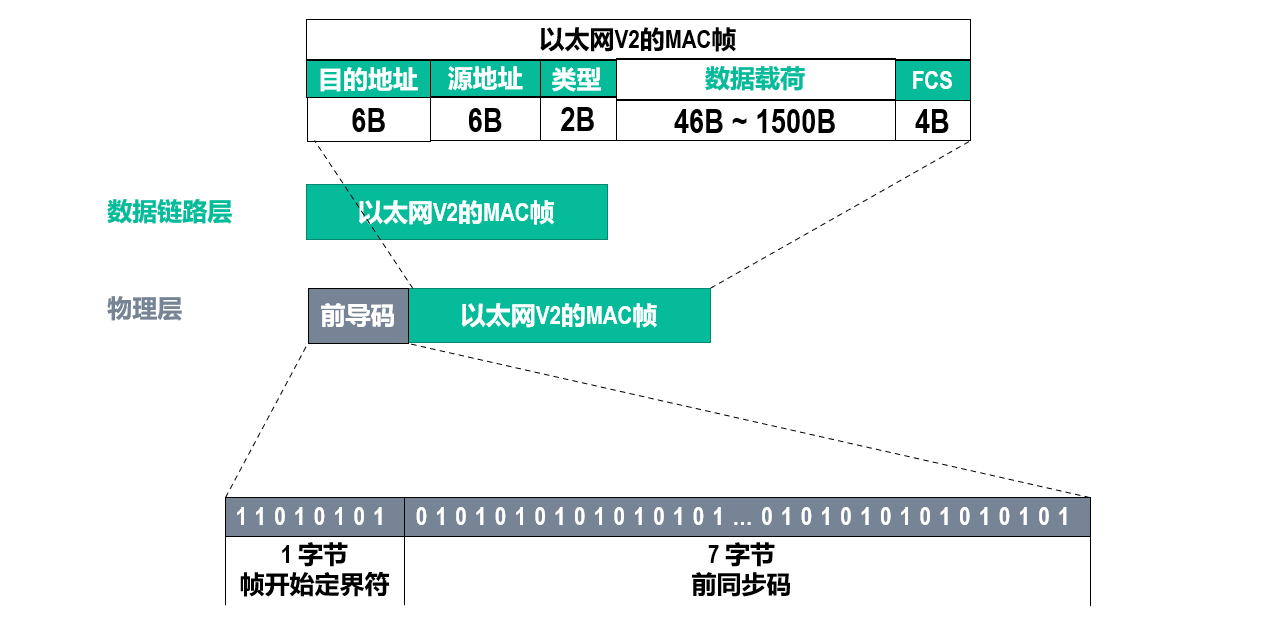 以太网V2的MAC帧
目的地址 源地址 类型 数据载荷 FCS
6B 6B 2B 46B ~ 1500B 4B
数据链路层 以太网V2的MAC帧
物理层 前导码 以太网V2的MAC帧
1 1 0 1 0 1 0 1 0 1 0 1 0 1 0 1 0 1 0 1 0 1 0 1 ... 0 1 0 1 0 1 0 1 0 1 0 1 0 1 0 1
1 字节 7 字节
帧开始定界符 前同步码